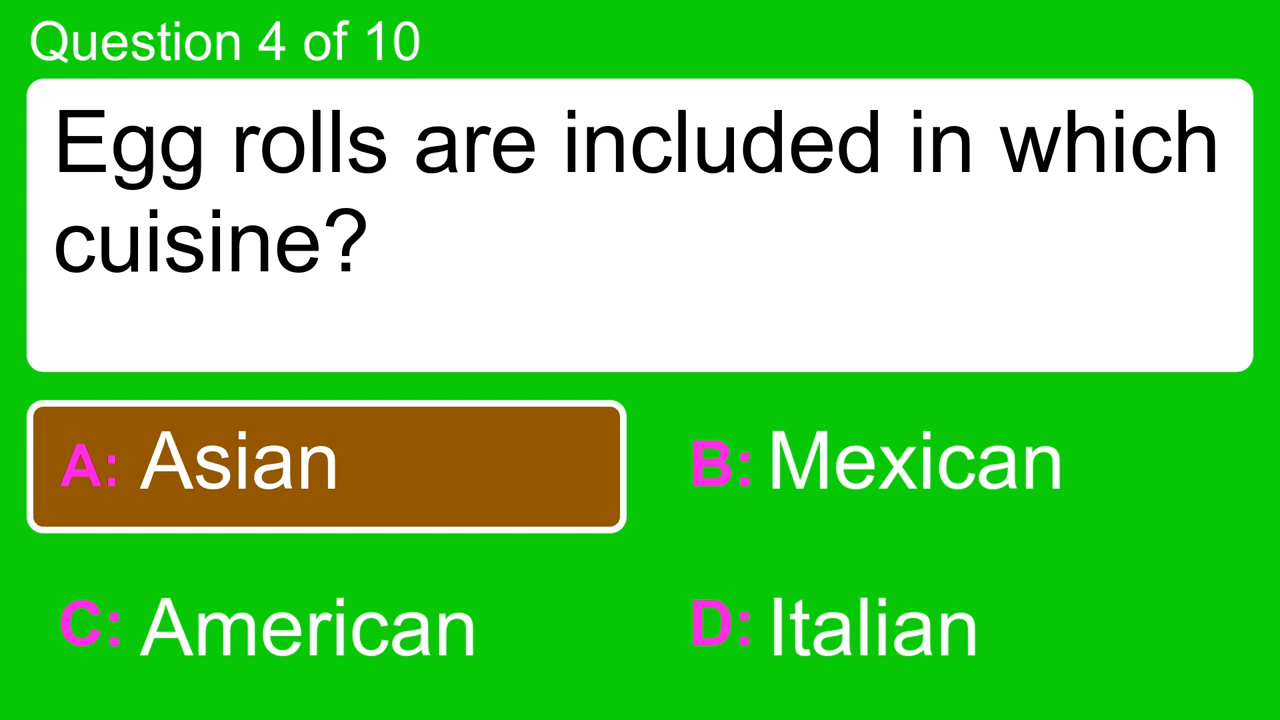 Question 4 of 10
Egg rolls are included in which
cuisine?
A: Asian
B: Mexican
C: American
D: Italian